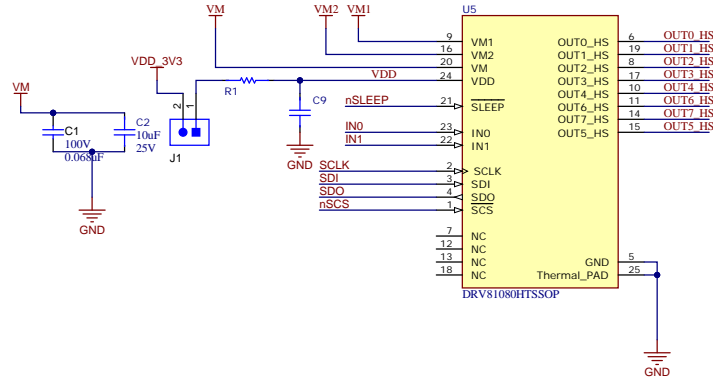 VM
VM2
VM1
U5
9
VM1
OUT0_HS
6
OUT0_HS
16
VM2
OUT1_HS
19
OUT1_HS
20
VM
OUT2_HS
8
OUT2_HS
VDD
24
VDD
OUT3_HS
17
OUT3_HS
OUT4_HS
10
OUT4_HS
nSLEEP
21
SLEEP
OUT6_HS
11
OUT6_HS
OUT7_HS
14
OUT7_HS
IN0
23
IN0
OUT5_HS
15
OUT5_HS
IN1
22
IN1
SCLK
2
SCLK
SDI
3
SDI
SDO
4
SDO
nSCS
1
SCS
7
NC
12
NC
13
NC
GND
5
18
NC
Thermal_PAD
25
DRV81080HTSSOP
GND
VDD_3V3
2
1
J1
R1
C9
GND
VM
C1
100V
0.068uF
C2
10uF
25V
GND